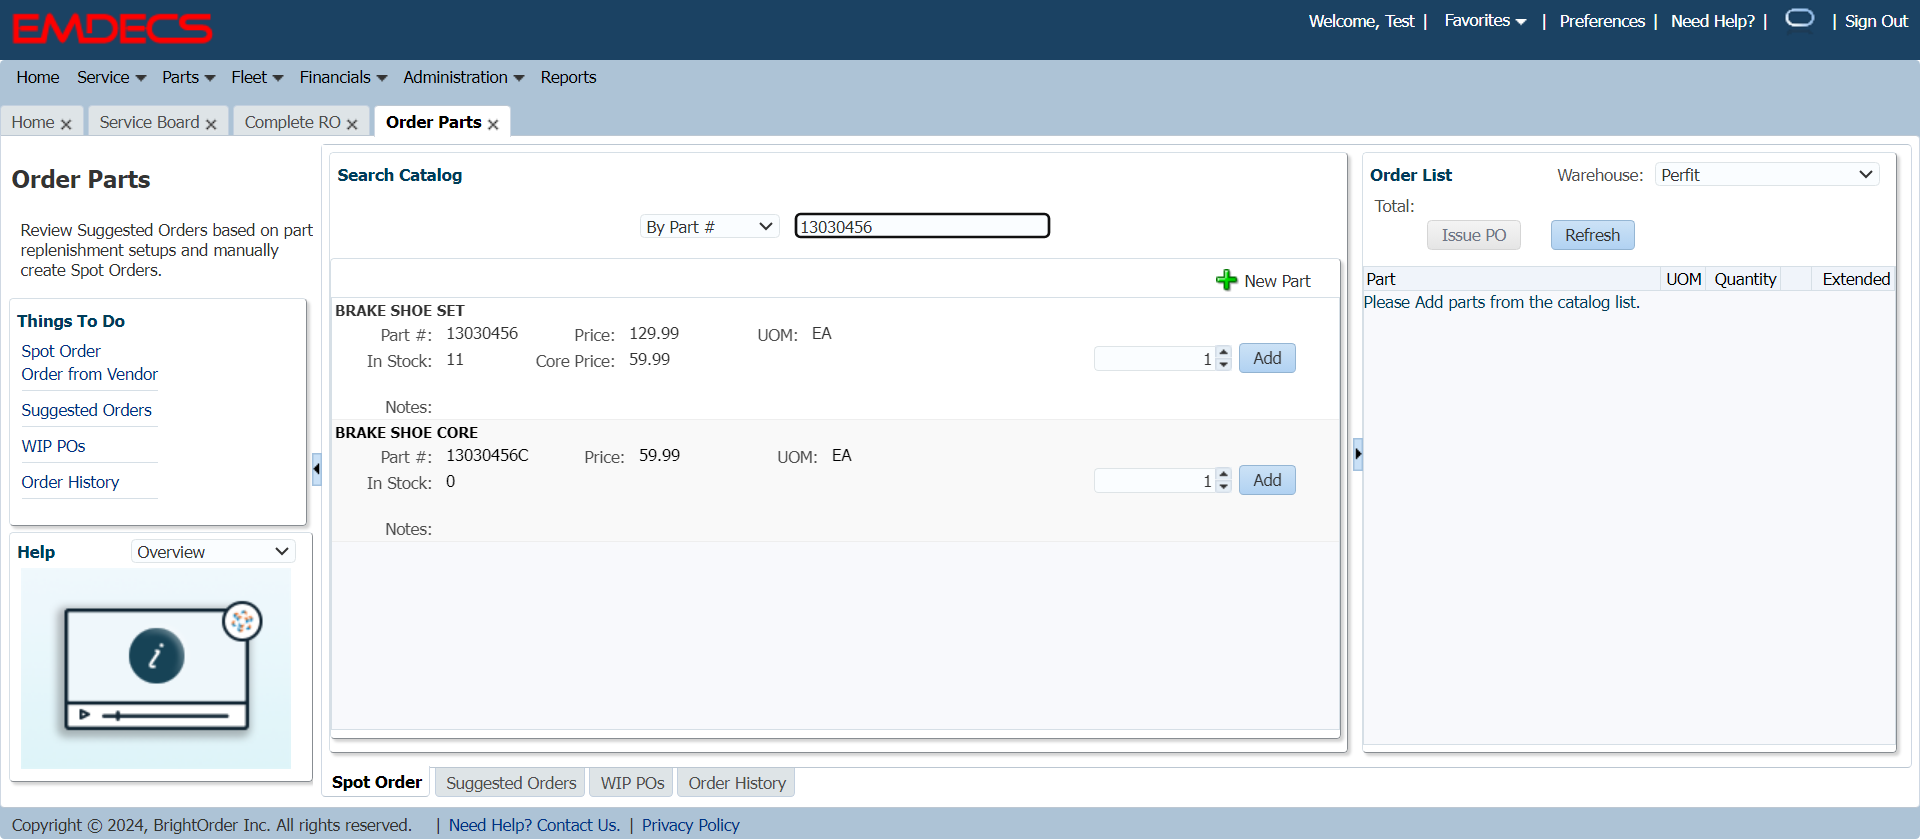 EMDECS
Welcome, Test | Favorites | Preferences | Need Help? | | Sign Out
Home Service Parts Fleet Financials Administration Reports
Home Service Board Complete RO Order Parts
Order Parts
Review Suggested Orders based on part
replenishment setups and manually
create Spot Orders.
Things To Do
Spot Order
Order from Vendor
Suggested Orders
WIP POs
Order History
Help Overview
i
Search Catalog
By Part # 13030456
New Part
BRAKE SHOE SET
Part #: 13030456 Price: 129.99 UOM: EA
In Stock: 11 Core Price: 59.99 1 Add
Notes:
BRAKE SHOE CORE
Part #: 13030456C Price: 59.99 UOM: EA
In Stock: 0 1 Add
Notes:
Order List Warehouse: Perfit
Total:
Issue PO Refresh
Part UOM Quantity Extended
Please Add parts from the catalog list.
Spot Order Suggested Orders WIP POs Order History
Copyright © 2024, BrightOrder Inc. All rights reserved. | Need Help? Contact Us. | Privacy Policy